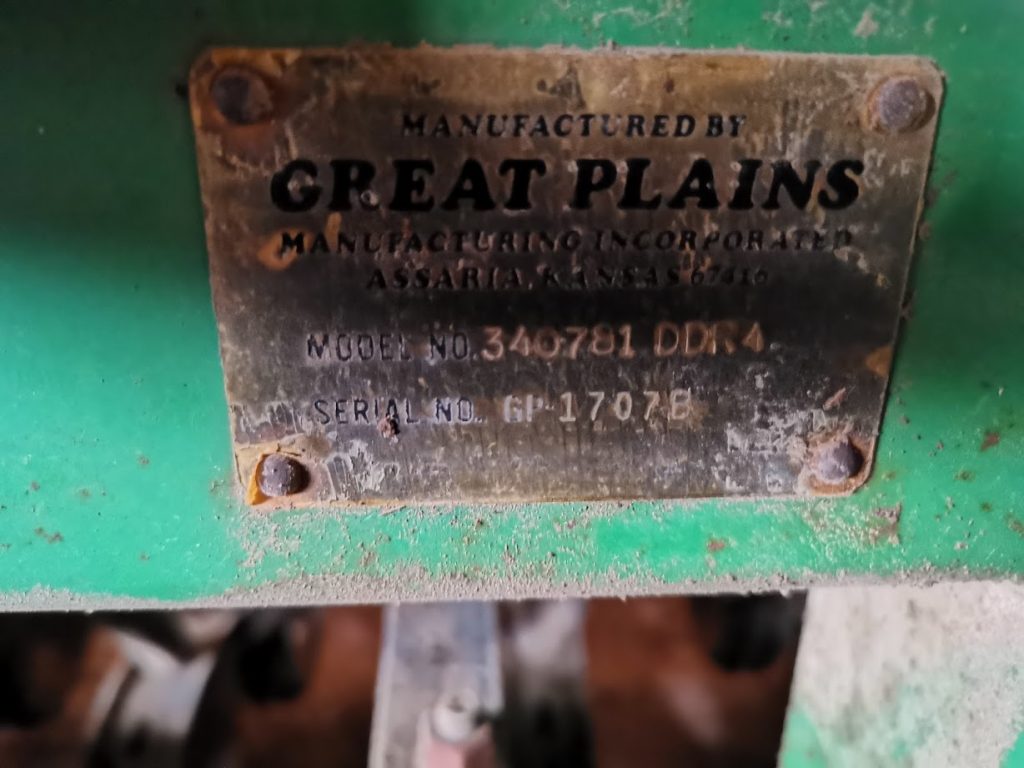 MANUFACTURED BY
GREAT PLAINS
MANUFACTURING INCORPORATED
ASSARIA, KANSAS 67416
MODEL NO. 340781 DDR4
SERIAL NO. GP-1707B